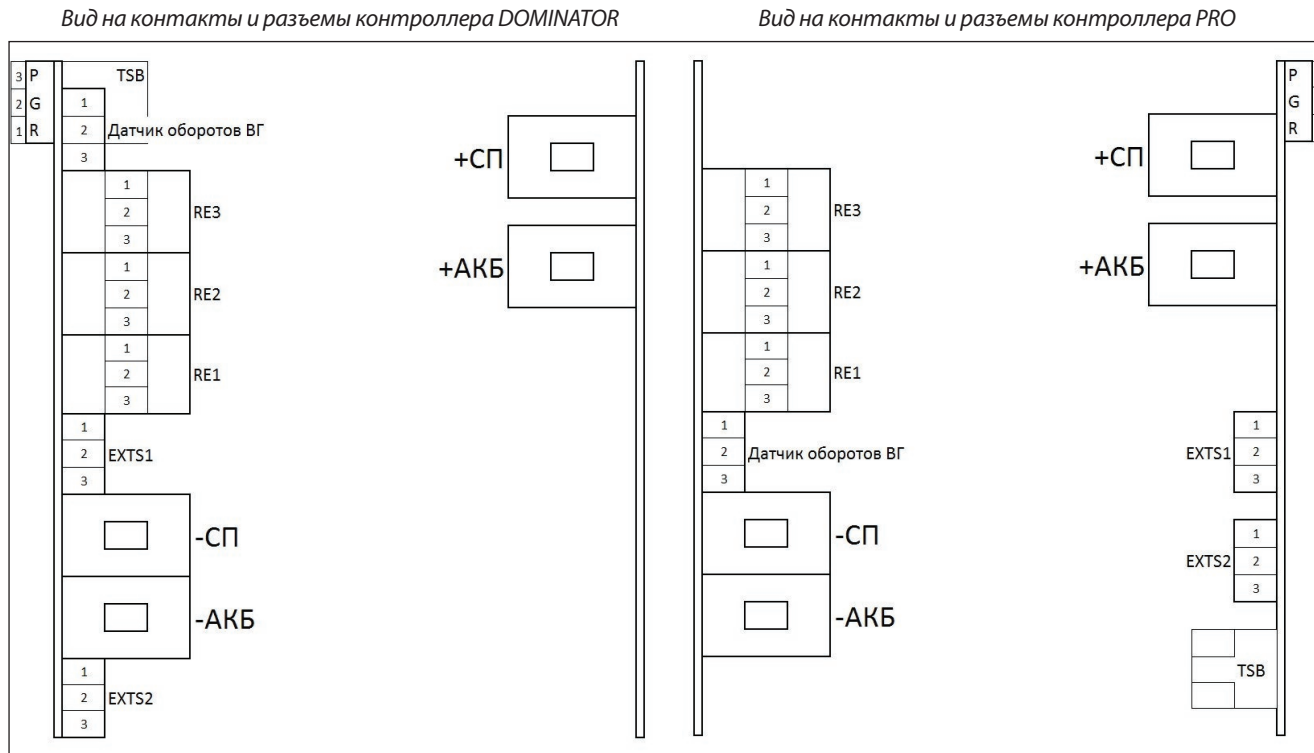 Вид на контакты и разъемы контроллера DOMINATOR
3 P TSB
2 G
1 R
1
2 Датчик оборотов ВГ
3
1
2 RE3
3
1
2 RE2
3
1
2 RE1
3
1
2 EXTS1
3
-СП
-АКБ
1
2 EXTS2
3
+СП
+АКБ
Вид на контакты и разъемы контроллера PRO
1
2 RE3
3
1
2 RE2
3
1
2 RE1
3
1
2 Датчик оборотов ВГ
3
-СП
-АКБ
P
G
R
+СП
+АКБ
1
EXTS1 2
3
1
EXTS2 2
3
TSB